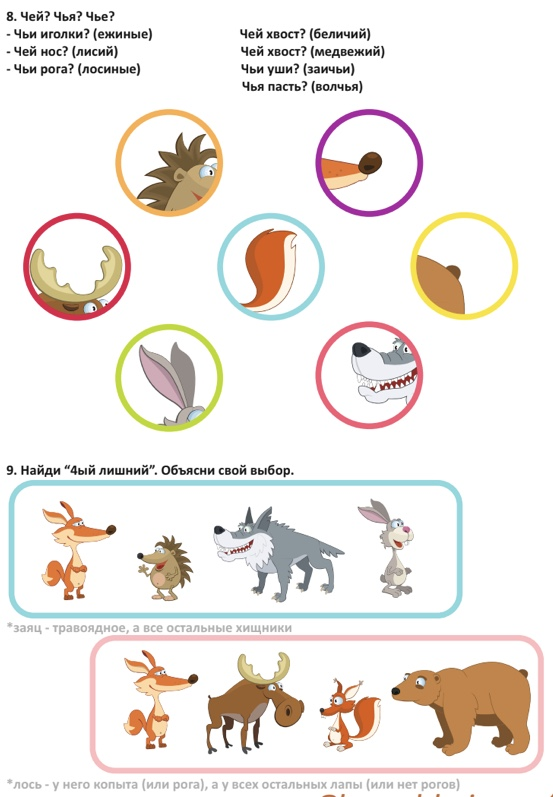 8. Чей? Чья? Чье?
- Чьи иголки? (ежиные)
- Чей нос? (лисий)
- Чьи рога? (лосиные)
Чей хвост? (беличий)
Чей хвост? (медвежий)
Чьи уши? (заичьи)
Чья пасть? (волчья)
9. Найди “4ый лишний”. Объясни свой выбор.
*заяц - травоядное, а все остальные хищники
*лось - у него копыта (или рога), а у всех остальных лапы (или нет рогов)